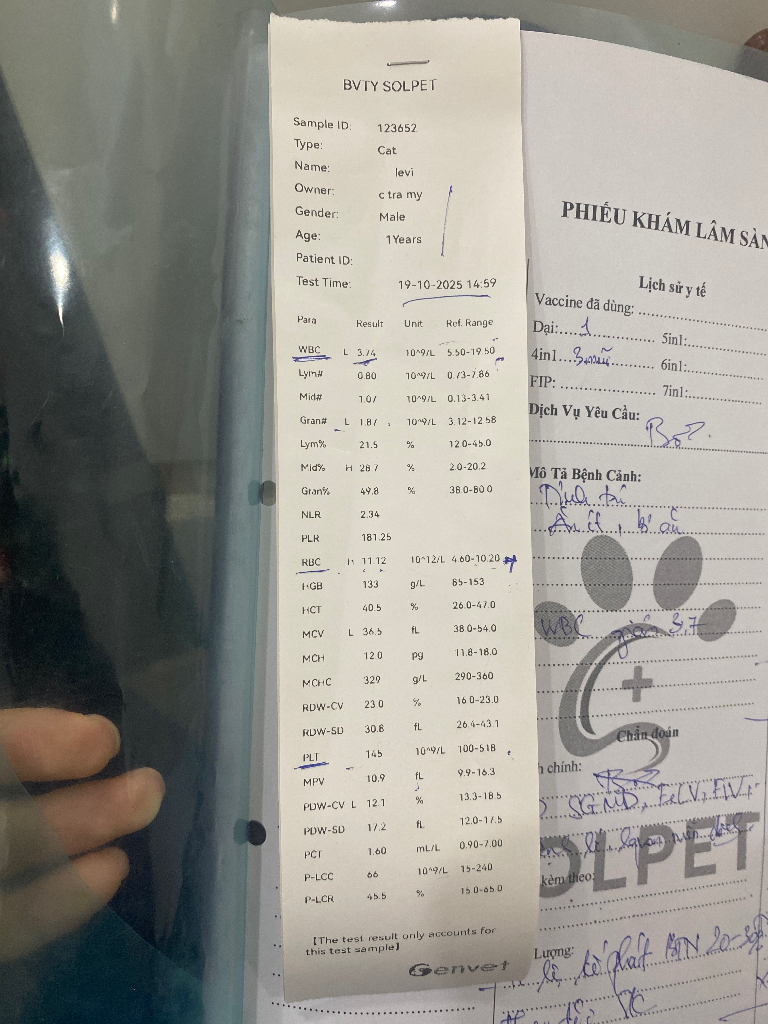 BVTY SOLPET
Sample ID: 123652
Type: Cat
Name: levi
Owner: c tra my
Gender: Male
Age: 1Years
Patient ID:
Test Time: 19-10-2025 14:59
Para Result Unit Ref. Range
WBC L 3.74 10^9/L 5.50-19.50
Lym# 0.80 10^9/L 0.73-7.86
Mid# 1.07 10^9/L 0.13-3.41
Gran# L 1.87 10^9/L 3.12-12.58
Lym% 21.5 % 12.0-45.0
Mid% H 28.7 % 2.0-20.2
Gran% 49.8 % 38.0-80.0
NLR 2.34
PLR 181.25
RBC H 11.12 10^12/L 4.60-10.20
HGB 133 g/L 85-153
HCT 40.5 % 26.0-47.0
MCV L 36.5 fL 38.0-54.0
MCH 12.0 pg 11.8-18.0
MCHC 329 g/L 290-360
RDW-CV 23.0 % 16.0-23.0
RDW-SD 30.8 fL 26.4-43.1
PLT 145 10^9/L 100-518
MPV 10.9 fL 9.9-16.3
PDW-CV L 12.1 % 13.3-18.5
PDW-SD 17.2 fL 12.0-17.5
PCT 1.60 mL/L 0.90-7.00
P-LCC 66 10^9/L 15-240
P-LCR 45.5 % 15.0-65.0
[The test result only accounts for
this test sample]
Genvet
PHIẾU KHÁM LÂM SÀN
Lịch sử y tế
Vaccine đã dùng:
Dại: 1 5in1:
4in1 3 mũi 6in1:
FIP: 7in1:
Dịch Vụ Yêu Cầu:
Mô Tả Bệnh Cảnh:
Ăn ít, bỏ ăn
WBC giảm 3,7
Chẩn đoán
h chính:
SGMD, FeLV, FIV
OLPET
kèm theo:
Lượng:
20-30%